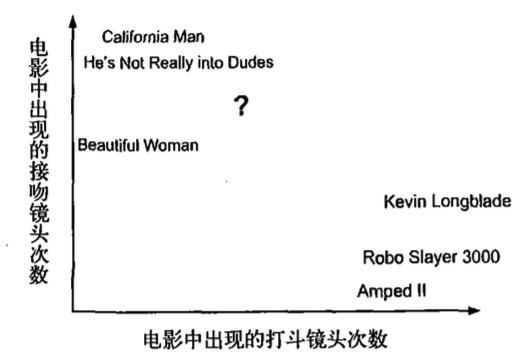 电影中出现的接吻镜头次数
California Man
He's Not Really into Dudes
?
Beautiful Woman
Kevin Longblade
Robo Slayer 3000
Amped II
电影中出现的打斗镜头次数